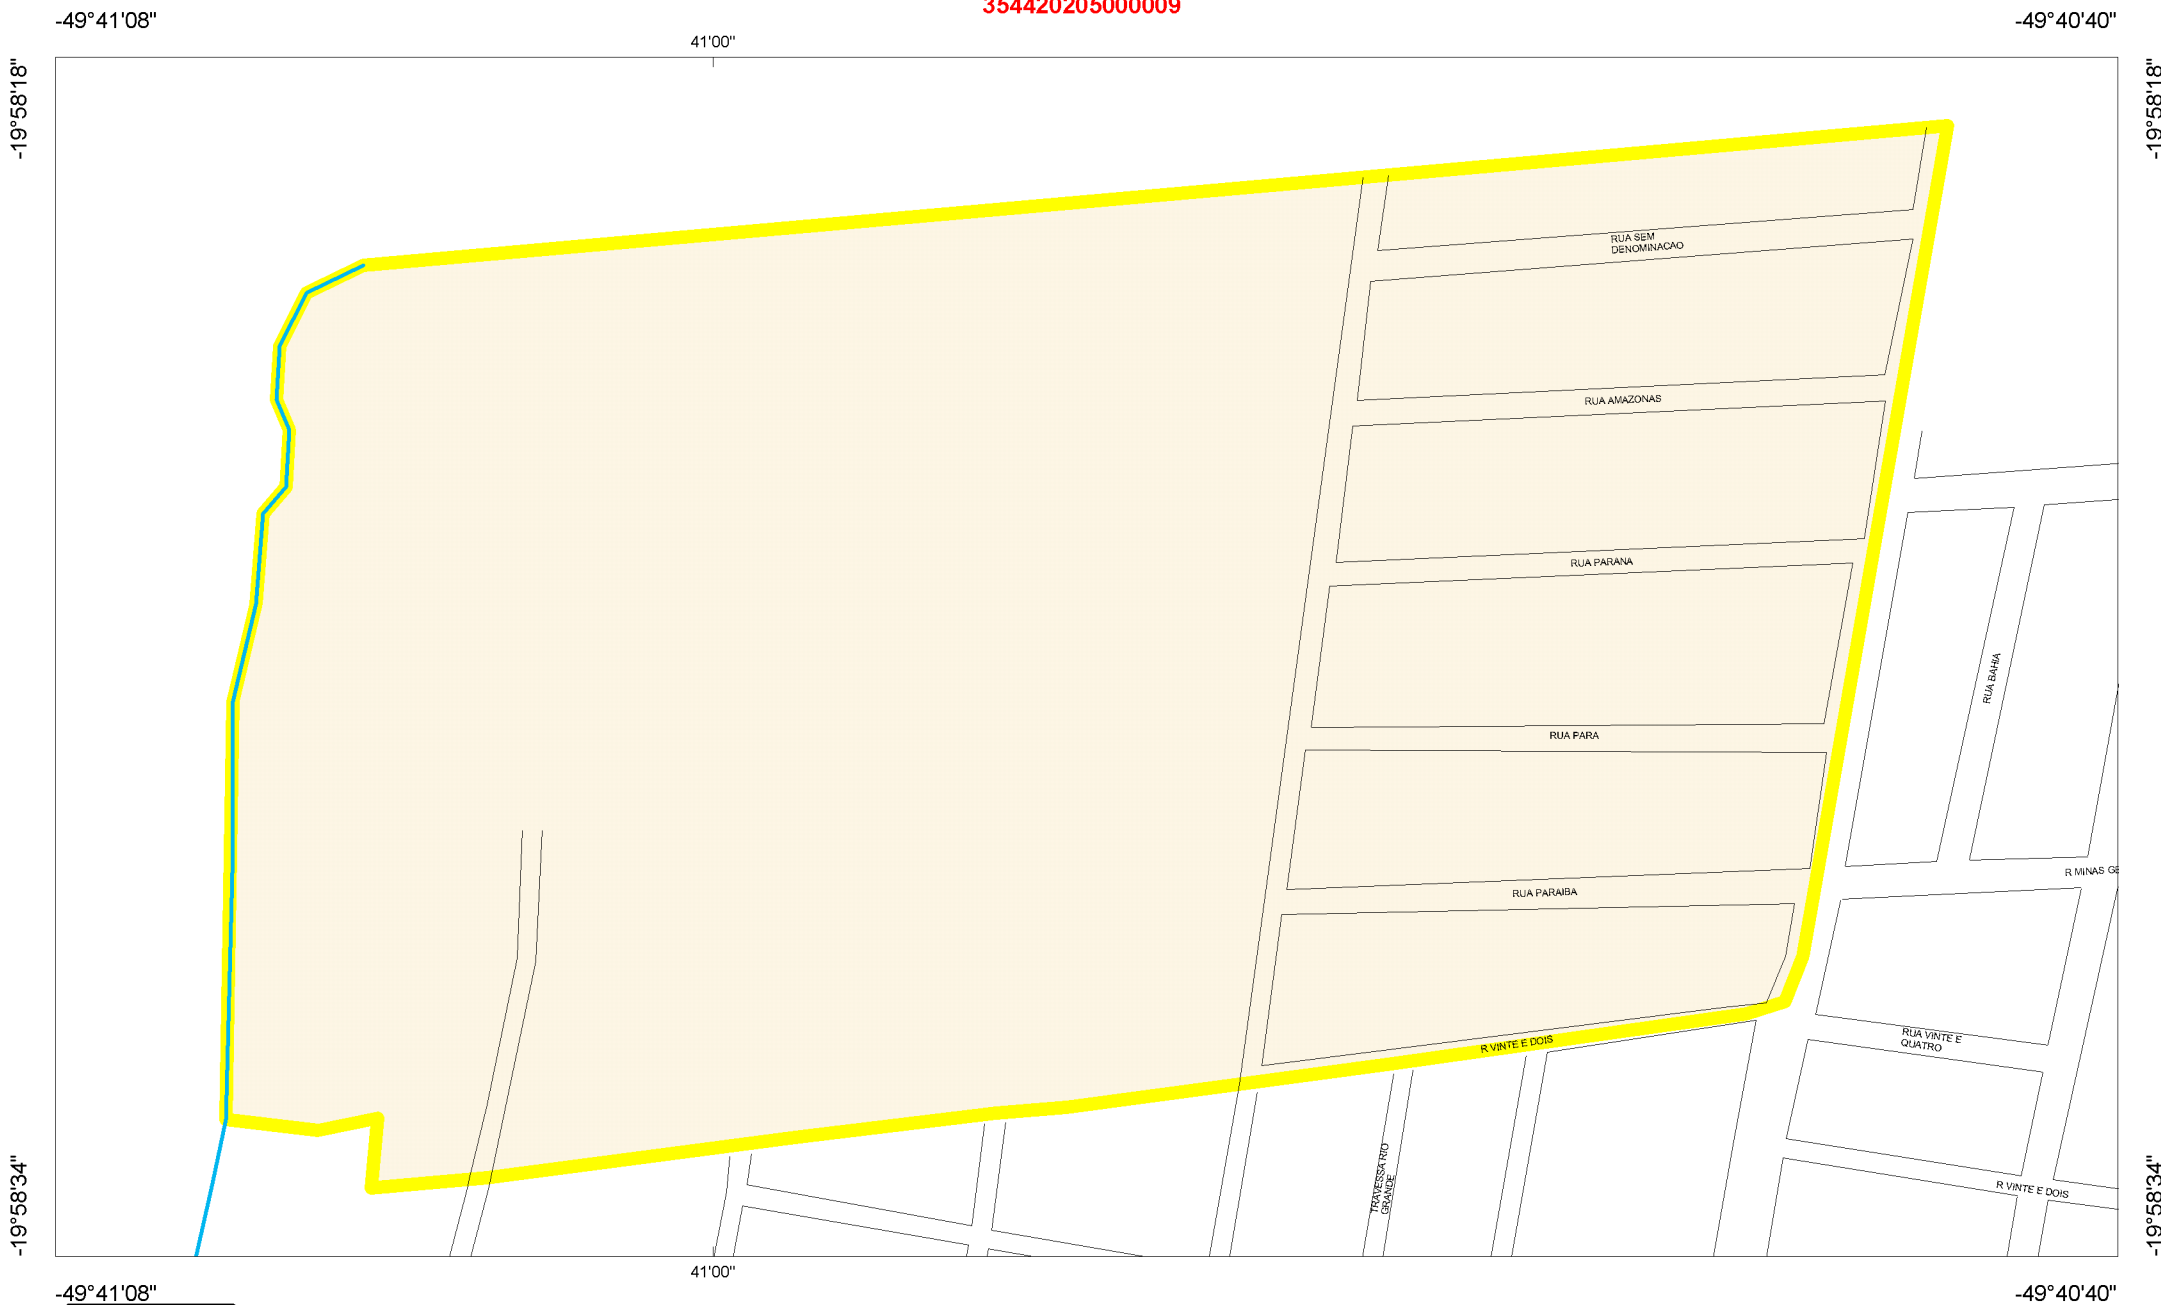 354420205000009
-49°41'08"
-49°40'40"
41'00"
-19°58'18"
-19°58'18"
RUA SEM
DENOMINACAO
RUA AMAZONAS
RUA PARANA
RUA BAHIA
RUA PARA
R MINAS GE
RUA PARAIBA
R VINTE E DOIS
RUA VINTE E
QUATRO
TRAVESSA RIO
GRANDE
R VINTE E DOIS
-19°58'34"
-19°58'34"
41'00"
-49°41'08"
-49°40'40"